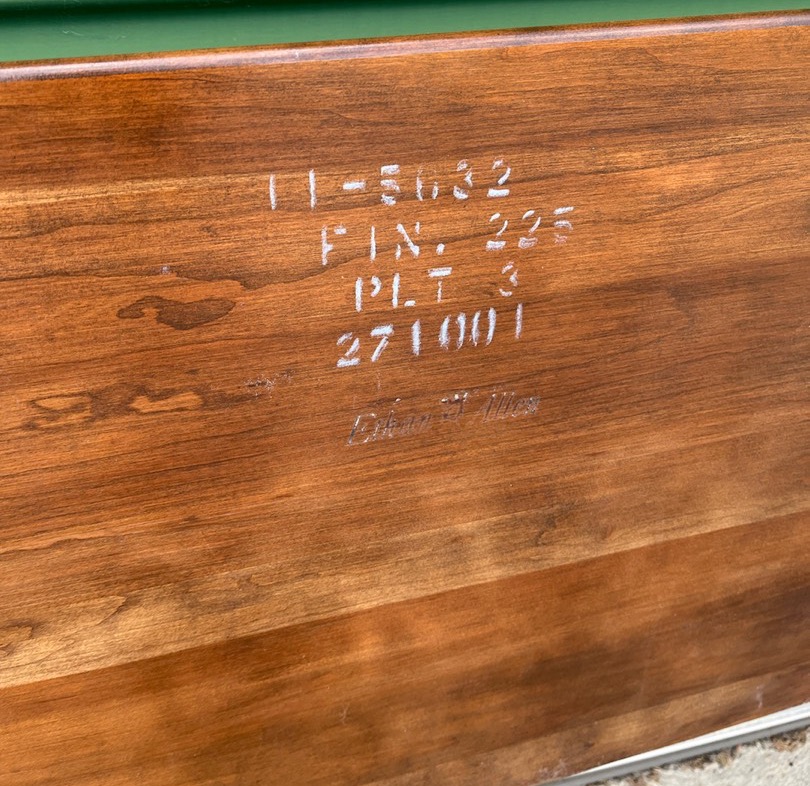 11-5632
FIN. 225
PLT 3
271001
Ethan Allen